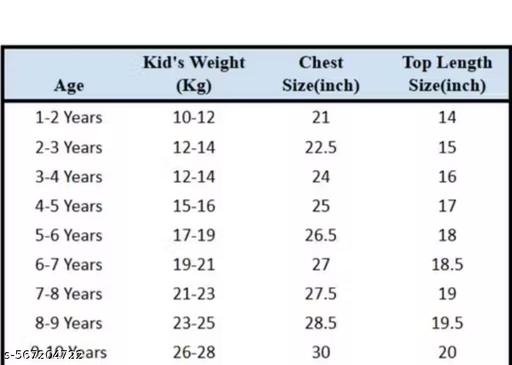 Age Kid's Weight (Kg) Chest Size(inch) Top Length Size(inch)
1-2 Years 10-12 21 14
2-3 Years 12-14 22.5 15
3-4 Years 12-14 24 16
4-5 Years 15-16 25 17
5-6 Years 17-19 26.5 18
6-7 Years 19-21 27 18.5
7-8 Years 21-23 27.5 19
8-9 Years 23-25 28.5 19.5
9-10 Years 26-28 30 20
s-567204722